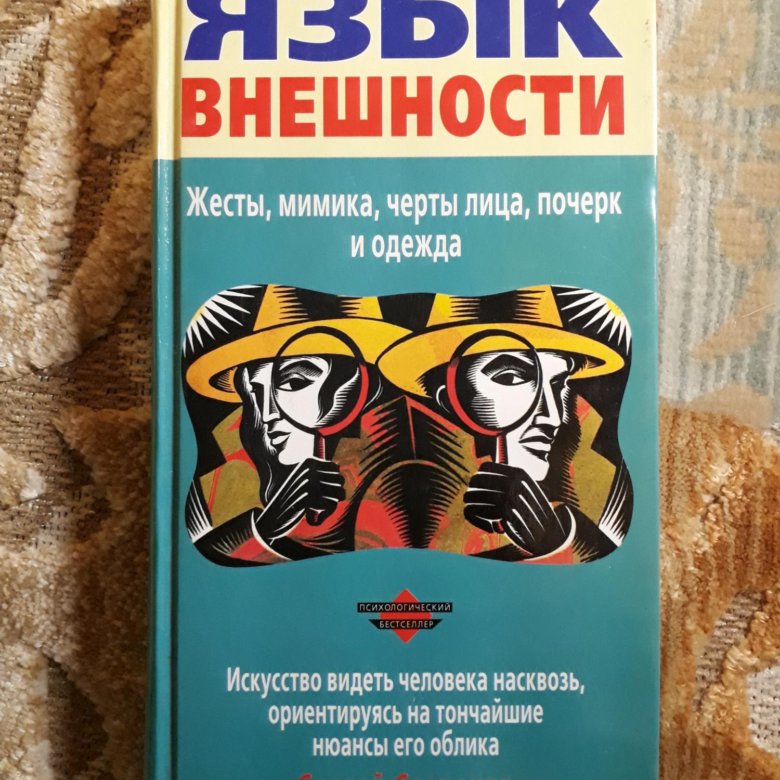 ЯЗЫК
ВНЕШНОСТИ
Жесты, мимика, черты лица, почерк
и одежда
ПСИХОЛОГИЧЕСКИЙ
БЕСТСЕЛЛЕР
Искусство видеть человека насквозь,
ориентируясь на тончайшие
нюансы его облика